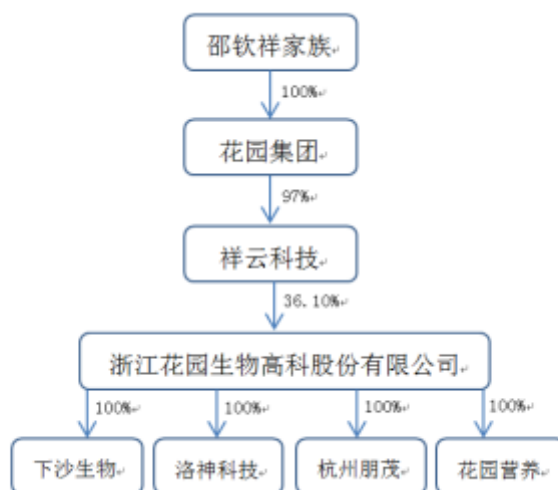 邵钦祥家族
100%
花园集团
97%
祥云科技
36.10%
浙江花园生物高科股份有限公司
100% 100% 100% 100%
下沙生物 洛神科技 杭州朋茂 花园营养